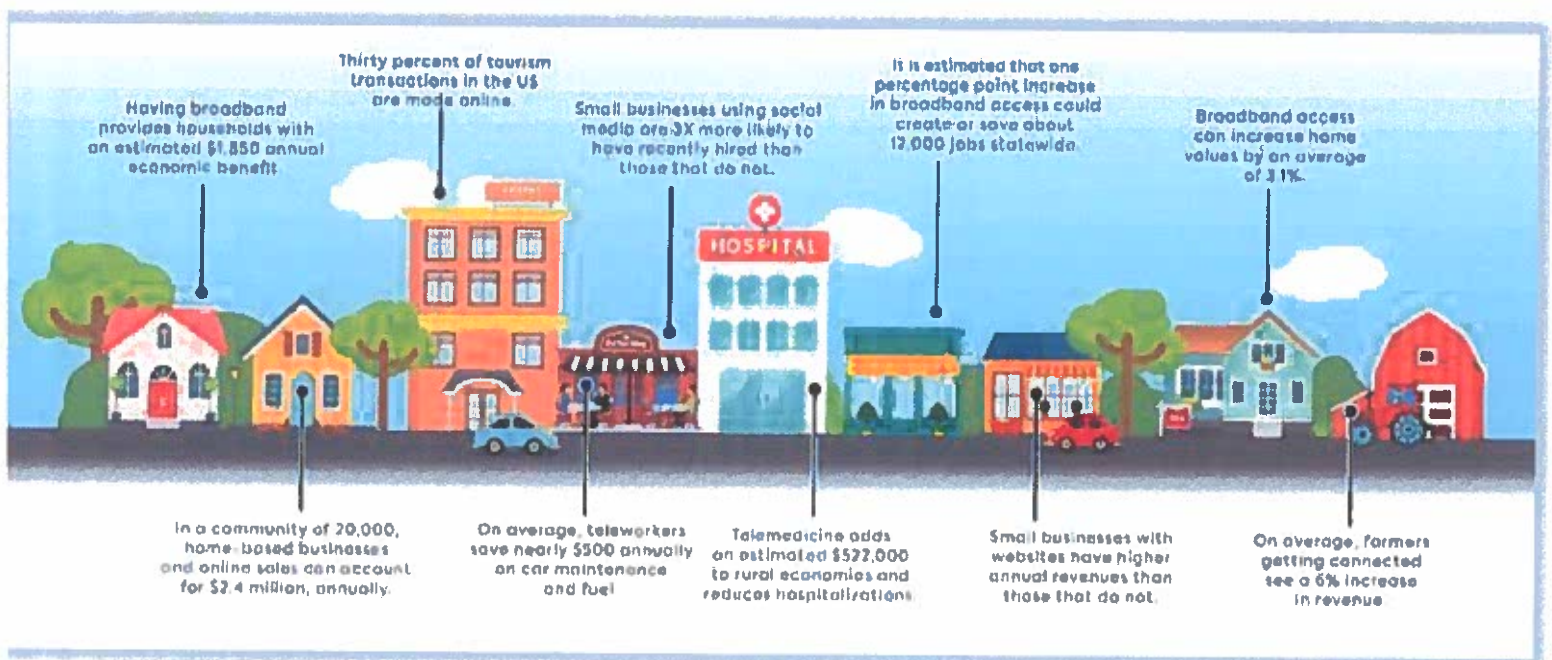 Thirty percent of tourism
transactions in the US
are made online.
Having broadband
provides households with
an estimated $1,850 annual
economic benefit
Small businesses using social
media are 3X more likely to
have recently hired than
those that do not.
It is estimated that one
percentage point increase
in broadband access could
create or save about
12,000 jobs statewide.
Broadband access
can increase home
values by an average
of 3.1%.
HOSPITAL
In a community of 20,000,
home-based businesses
and online sales can account
for $2.4 million, annually.
On average, teleworkers
save nearly $500 annually
on car maintenance
and fuel
Telemedicine adds
an estimated $522,000
to rural economies and
reduces hospitalizations
Small businesses with
websites have higher
annual revenues than
those that do not.
On average, farmers
getting connected
see a 6% increase
in revenue